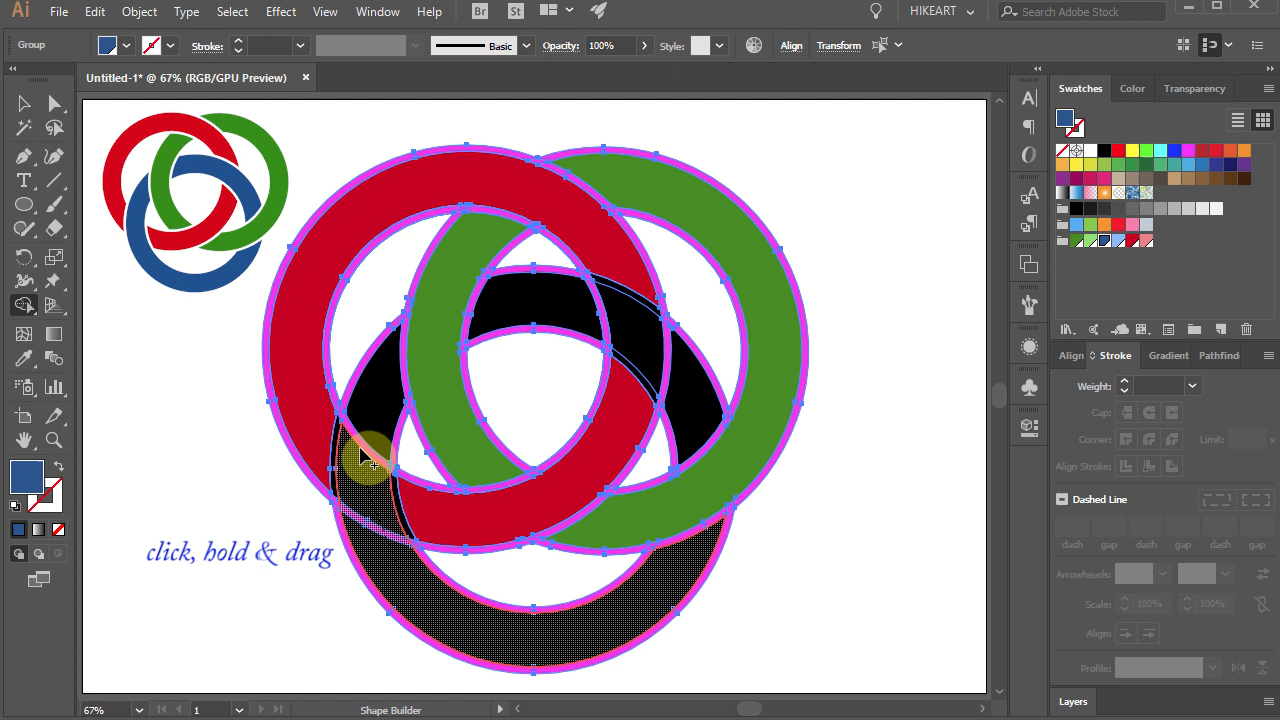 Ai File Edit Object Type Select Effect View Window Help Br St HIKEART Search Adobe Stock
Group Stroke: Basic Opacity: 100% Style: Align Transform
Untitled-1* @ 67% (RGB/GPU Preview) ×
Swatches Color Transparency
Align Stroke Gradient Pathfind
Weight:
Cap:
Corner: Limit: x
Align Stroke:
Dashed Line
dash gap dash gap dash gap
Arrowheads:
Scale: 100% 100%
Align:
Profile:
Layers
click, hold & drag
67% 1 Shape Builder